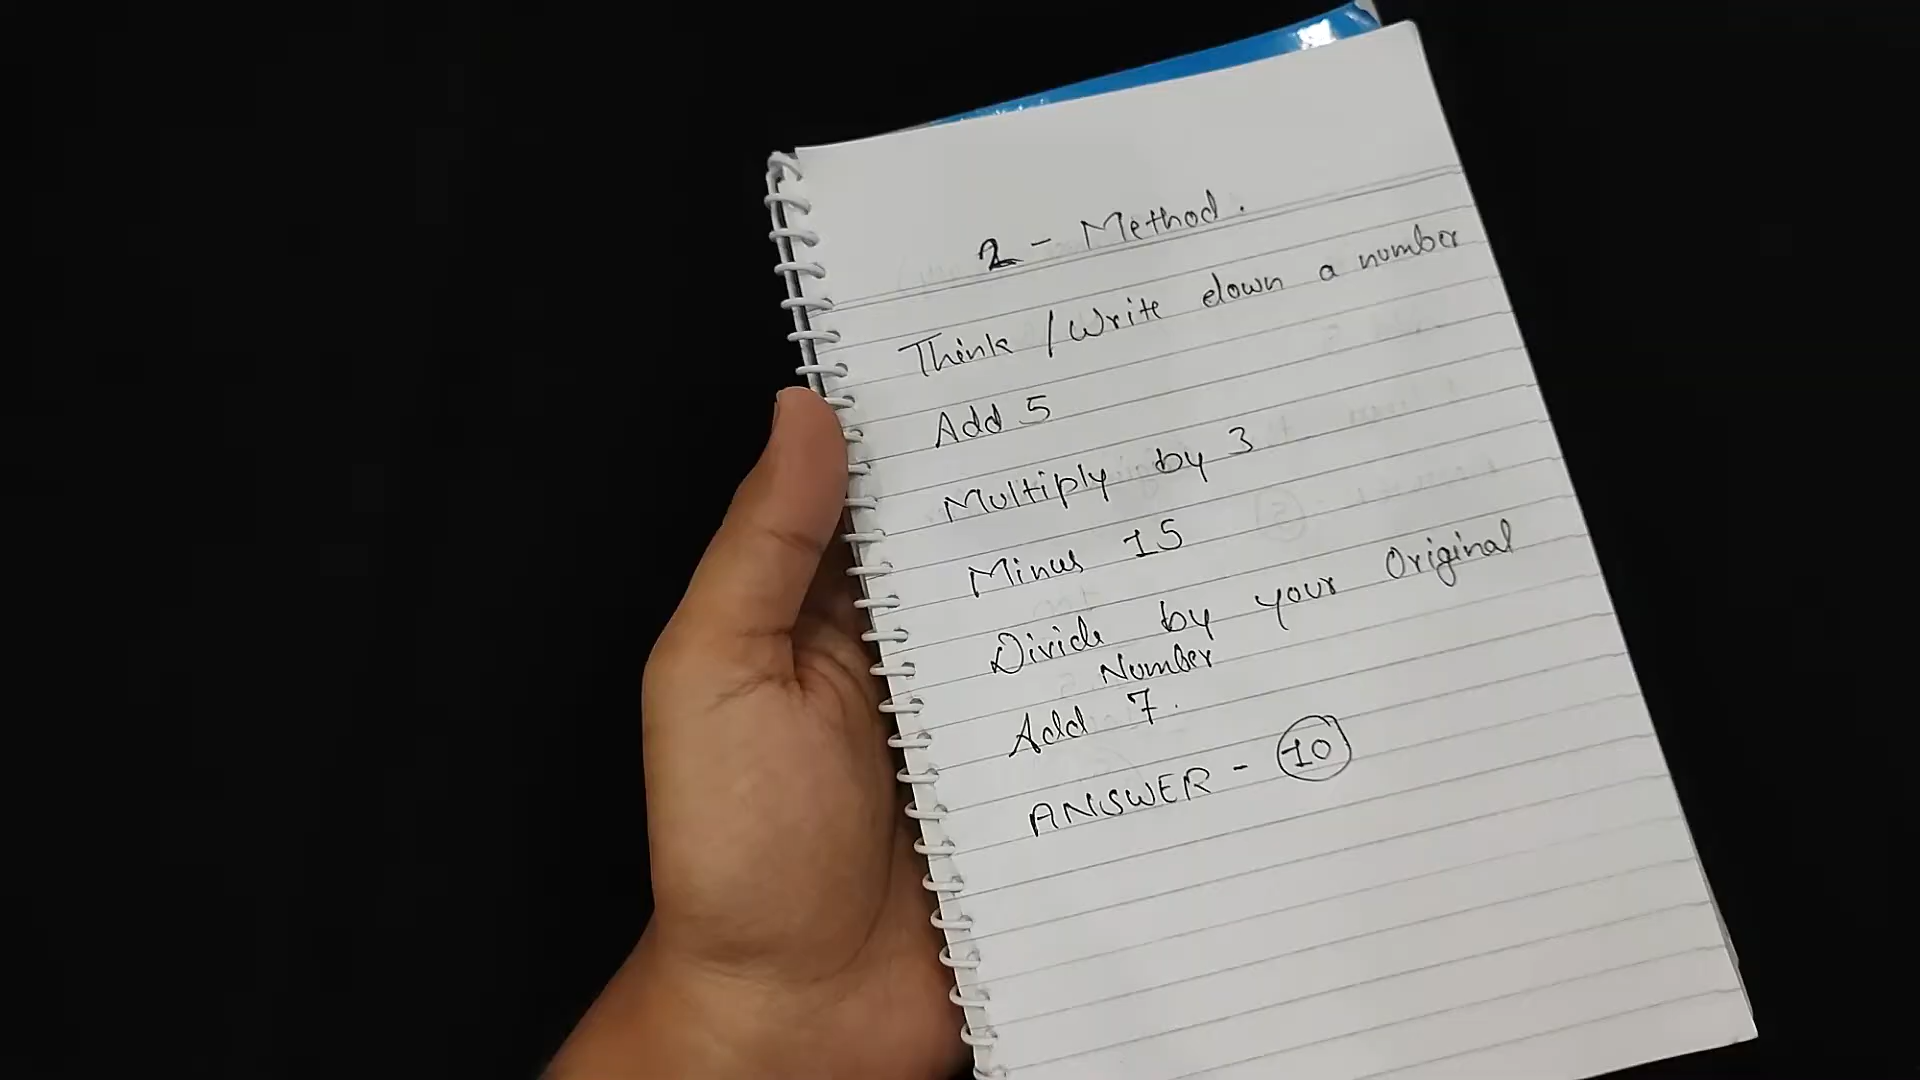 2 - Method.
Think / Write down a number
Add 5
Multiply by 3
Minus 15
Divide by your Original
Number
Add 7.
ANSWER - 10